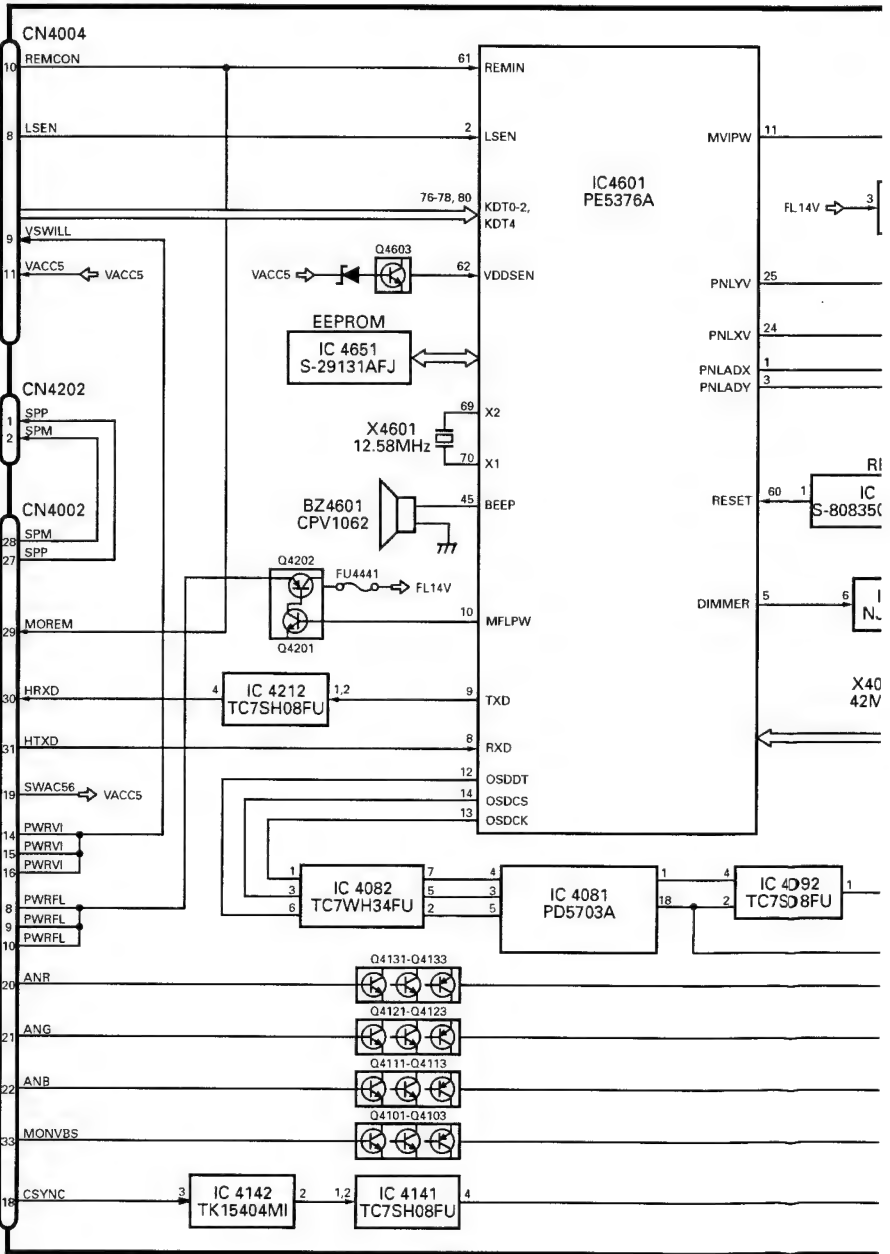 CN4004
10 REMCON 61 REMIN
8 LSEN 2 LSEN MVIPW 11
IC4601
PE5376A
76-78, 80 KDT0-2,
KDT4
FL14V 3
9 VSWILL
Q4603
11 VACC5 VACC5 VACC5 62 VDDSEN
PNLYV 25
EEPROM
IC 4651
S-29131AFJ
PNLXV 24
PNLADX 1
PNLADY 3
CN4202
1 SPP
2 SPM
69 X2
X4601
12.58MHz
70 X1
CN4002
BZ4601
CPV1062
45 BEEP
RESET 60 1
IC
S-808350
28 SPM
27 SPP
Q4202
FU4441
FL14V
10 MFLPW
DIMMER 5 6
NJ
Q4201
29 MOREM
30 HRXD 4 IC 4212
TC7SH08FU
1,2 9 TXD
X40
42M
31 HTXD 8 RXD
19 SWAC56 VACC5
12 OSDDT
14 OSDCS
13 OSDCK
14 PWRVI
15 PWRVI
16 PWRVI
1 3 6
IC 4082
TC7WH34FU
7 5 2
4 3 5
IC 4081
PD5703A
1 18
4 2
IC 4092
1
8 PWRFL
9 PWRFL
10 PWRFL
Q4131-Q4133
20 ANR
Q4121-Q4123
21 ANG
Q4111-Q4113
22 ANB
Q4101-Q4103
33 MONVBS
18 CSYNC 3 IC 4142
TK15404MI
2 1,2 IC 4141
TC7SH08FU
4